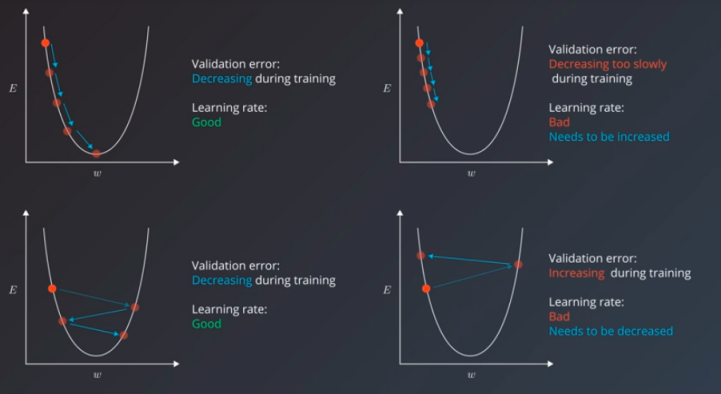 E
w
Validation error:
Decreasing during training
Learning rate:
Good
E
w
Validation error:
Decreasing too slowly
during training
Learning rate:
Bad
Needs to be increased
E
w
Validation error:
Decreasing during training
Learning rate:
Good
E
w
Validation error:
Increasing during training
Learning rate:
Bad
Needs to be decreased